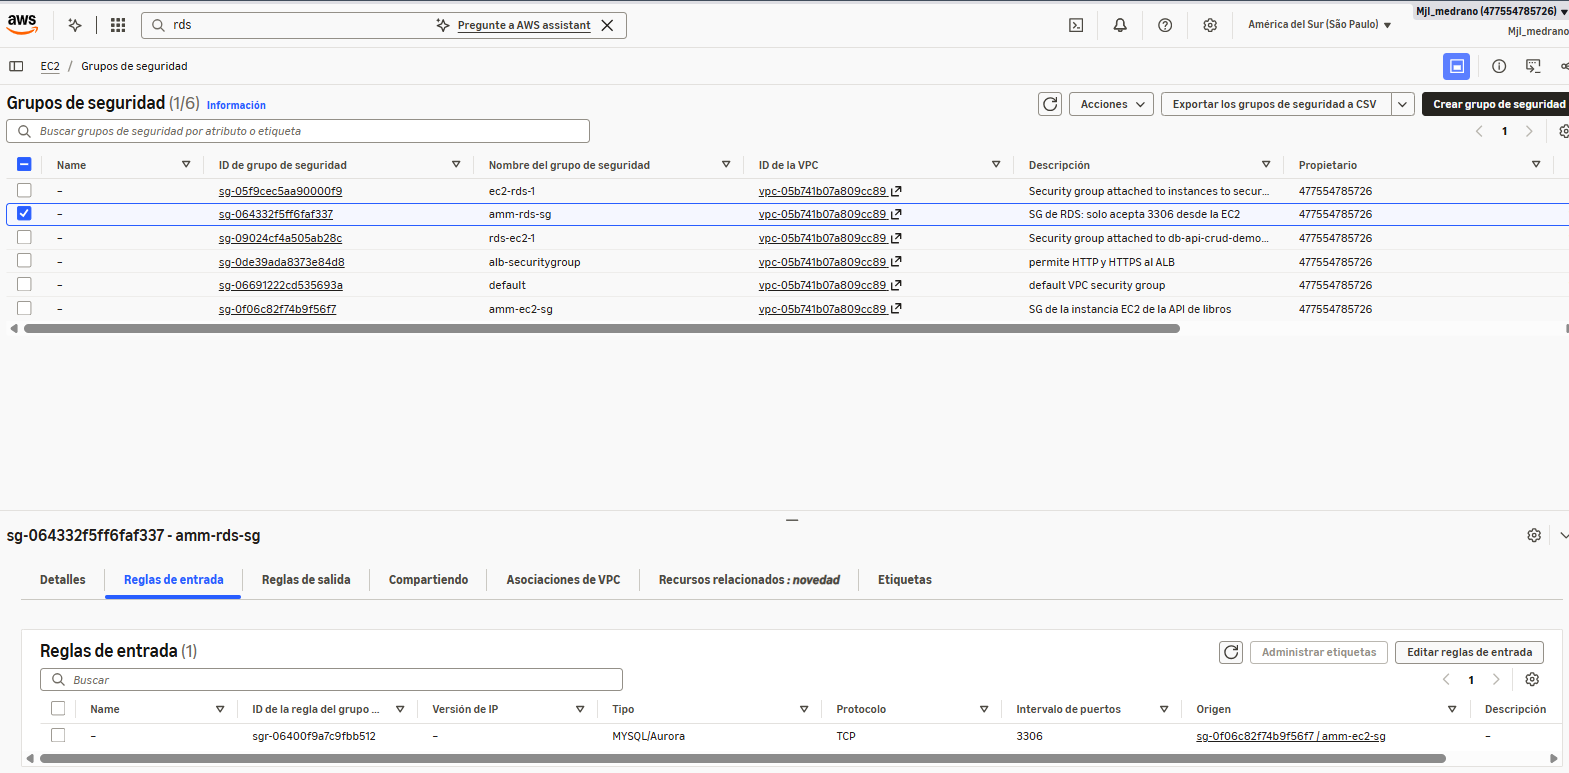 aws
rds
Pregunte a AWS assistant
América del Sur (São Paulo)
Mjl_medrano (477554785726)
Mjl_medrano
EC2 / Grupos de seguridad
Grupos de seguridad (1/6) Información
Acciones
Exportar los grupos de seguridad a CSV
Crear grupo de seguridad
Buscar grupos de seguridad por atributo o etiqueta
1
Name ID de grupo de seguridad Nombre del grupo de seguridad ID de la VPC Descripción Propietario
– sg-05f9cec5aa90000f9 ec2-rds-1 vpc-05b741b07a809cc89 Security group attached to instances to secur... 477554785726
– sg-064332f5ff6faf337 amm-rds-sg vpc-05b741b07a809cc89 SG de RDS: solo acepta 3306 desde la EC2 477554785726
– sg-09024cf4a505ab28c rds-ec2-1 vpc-05b741b07a809cc89 Security group attached to db-api-crud-demo... 477554785726
– sg-0de39ada8373e84d8 alb-securitygroup vpc-05b741b07a809cc89 permite HTTP y HTTPS al ALB 477554785726
– sg-06691222cd535693a default vpc-05b741b07a809cc89 default VPC security group 477554785726
– sg-0f06c82f74b9f56f7 amm-ec2-sg vpc-05b741b07a809cc89 SG de la instancia EC2 de la API de libros 477554785726
sg-064332f5ff6faf337 - amm-rds-sg
Detalles Reglas de entrada Reglas de salida Compartiendo Asociaciones de VPC Recursos relacionados : novedad Etiquetas
Reglas de entrada (1)
Administrar etiquetas
Editar reglas de entrada
Buscar
1
Name ID de la regla del grupo ... Versión de IP Tipo Protocolo Intervalo de puertos Origen Descripción
– sgr-06400f9a7c9fbb512 – MYSQL/Aurora TCP 3306 sg-0f06c82f74b9f56f7 / amm-ec2-sg –